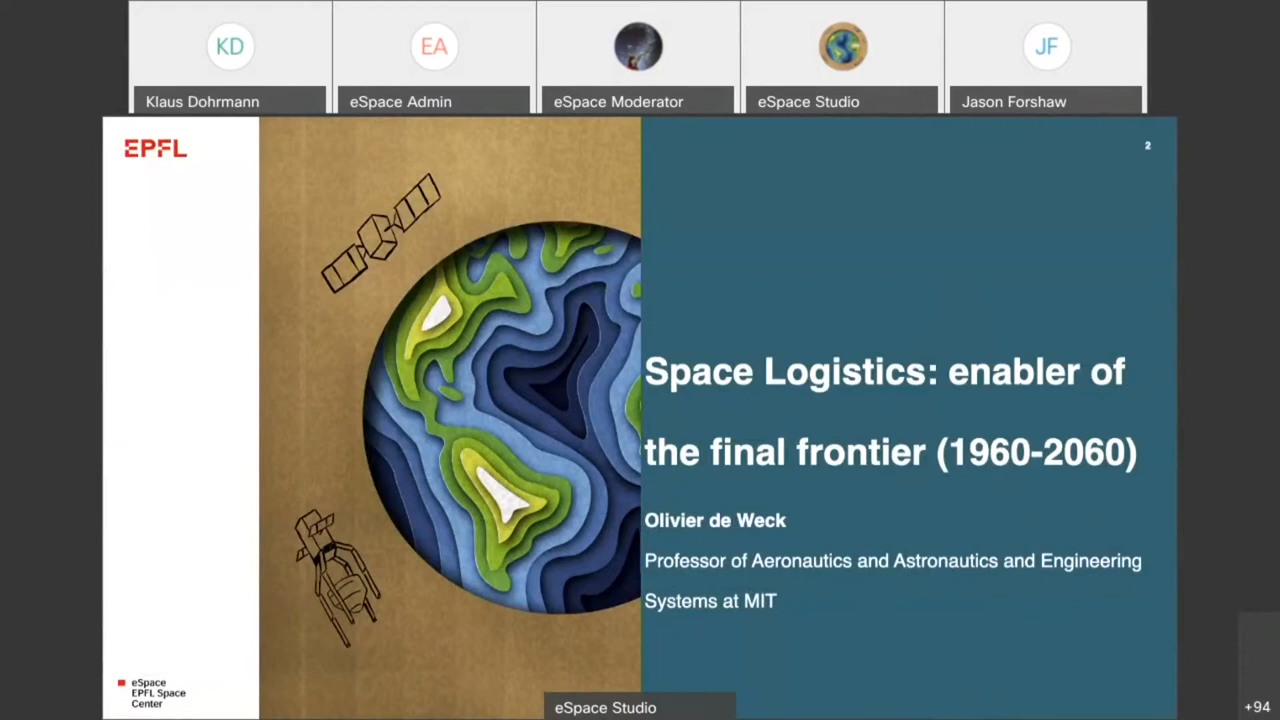 KD
EA
JF
Klaus Dohrmann
eSpace Admin
eSpace Moderator
eSpace Studio
Jason Forshaw
EPFL
2
Space Logistics: enabler of
the final frontier (1960-2060)
Olivier de Weck
Professor of Aeronautics and Astronautics and Engineering
Systems at MIT
eSpace
EPFL Space
Center
eSpace Studio
+94